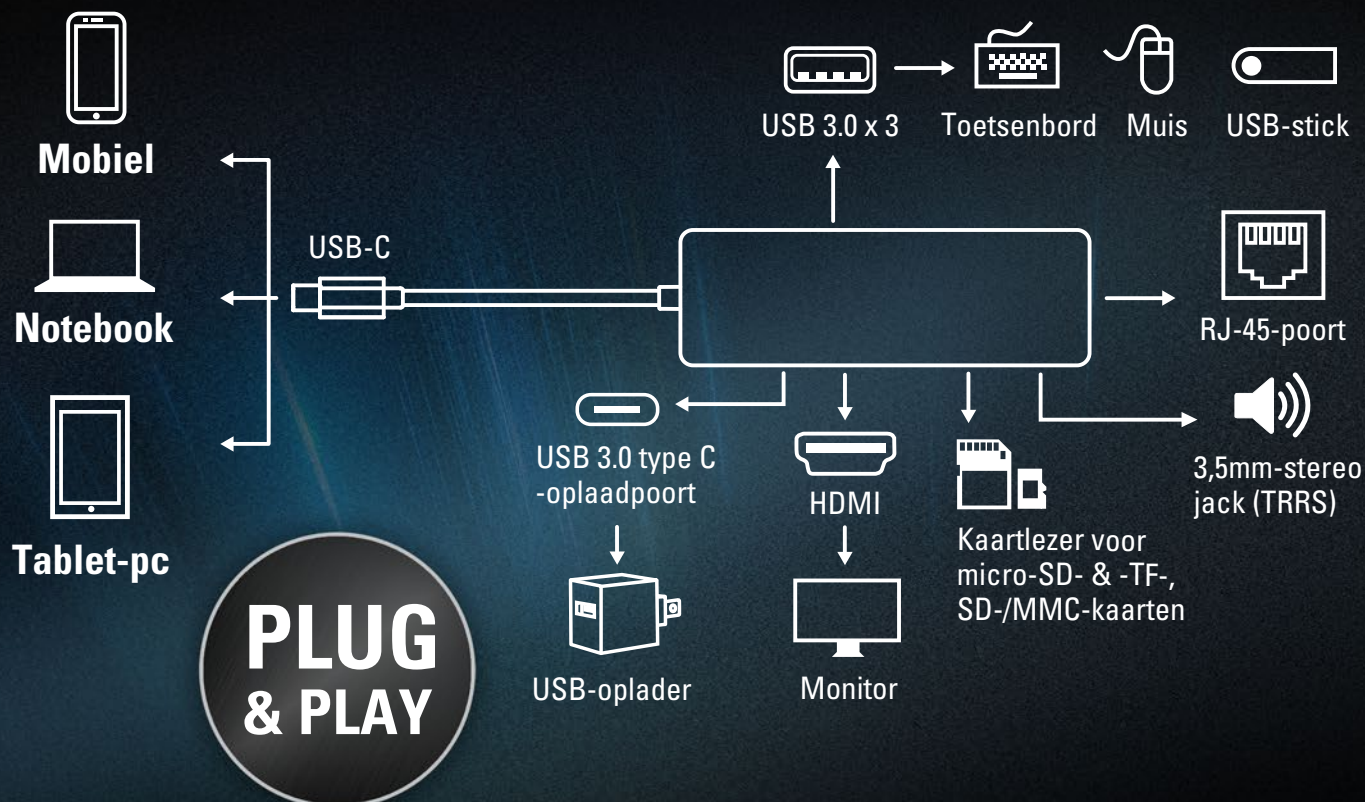 Mobiel
Notebook
Tablet-pc
USB-C
USB 3.0 x 3
Toetsenbord
Muis
USB-stick
RJ-45-poort
3,5mm-stereo
jack (TRRS)
USB 3.0 type C
-oplaadpoort
USB-oplader
HDMI
Monitor
Kaartlezer voor
micro-SD- & -TF-,
SD-/MMC-kaarten
PLUG
& PLAY